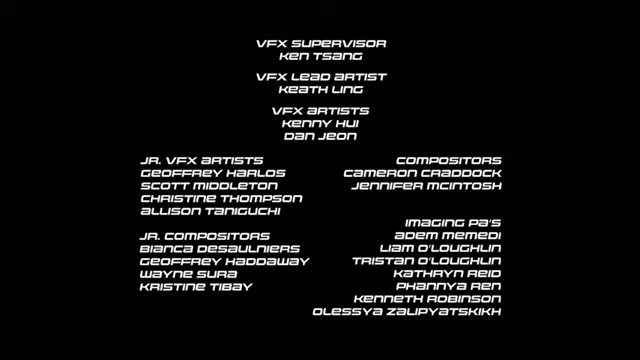 VFX SUPERVISOR
KEN TSANG
VFX LEAD ARTIST
KEATH LING
VFX ARTISTS
KENNY HUI
DAN JEON
JR. VFX ARTISTS
GEOFFREY HARLOS
SCOTT MIDDLETON
CHRISTINE THOMPSON
ALLISON TANIGUCHI
JR. COMPOSITORS
BIANCA DESAULNIERS
GEOFFREY HADDAWAY
WAYNE SURA
KRISTINE TIBAY
COMPOSITORS
CAMERON CRADDOCK
JENNIFER MCINTOSH
IMAGING PA'S
ADEM MEMEDI
LIAM O'LOUGHLIN
TRISTAN O'LOUGHLIN
KATHRYN REID
PHANNYA REN
KENNETH ROBINSON
OLESSYA ZALIPYATSKIKH